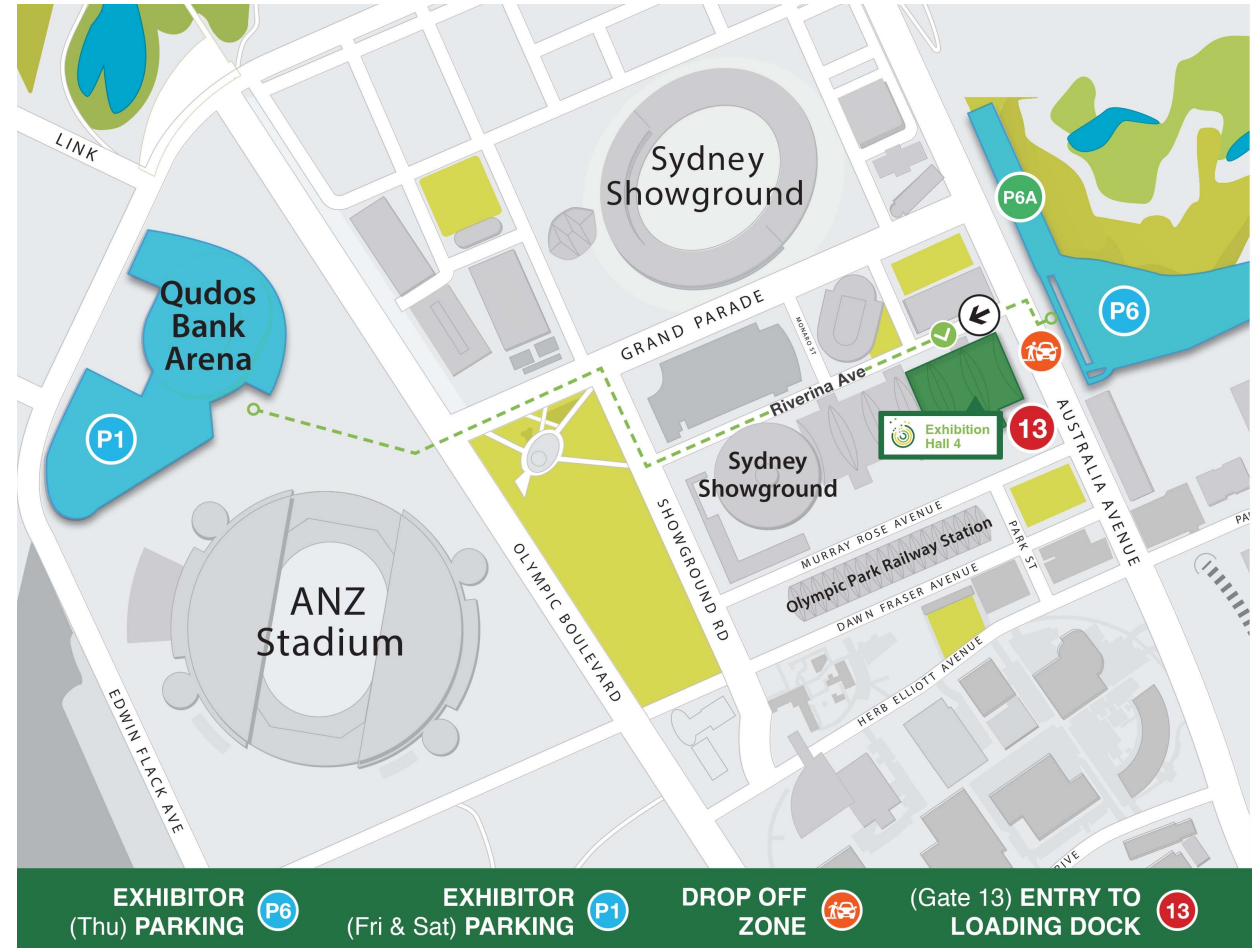 LINK
Sydney
Showground
P6A
Qudos
Bank
Arena
P6
GRAND PARADE
MONARO ST
Riverina Ave
P1
Exhibition
Hall 4
13
AUSTRALIA AVENUE
Sydney
Showground
SHOWGROUND RD
MURRAY ROSE AVENUE
PARK ST
Olympic Park Railway Station
DAWN FRASER AVENUE
OLYMPIC BOULEVARD
ANZ
Stadium
HERB ELLIOTT AVENUE
EDWIN FLACK AVE
PA
IVE
EXHIBITOR
(Thu) PARKING
P6
EXHIBITOR
(Fri & Sat) PARKING
P1
DROP OFF
ZONE
(Gate 13) ENTRY TO
LOADING DOCK
13